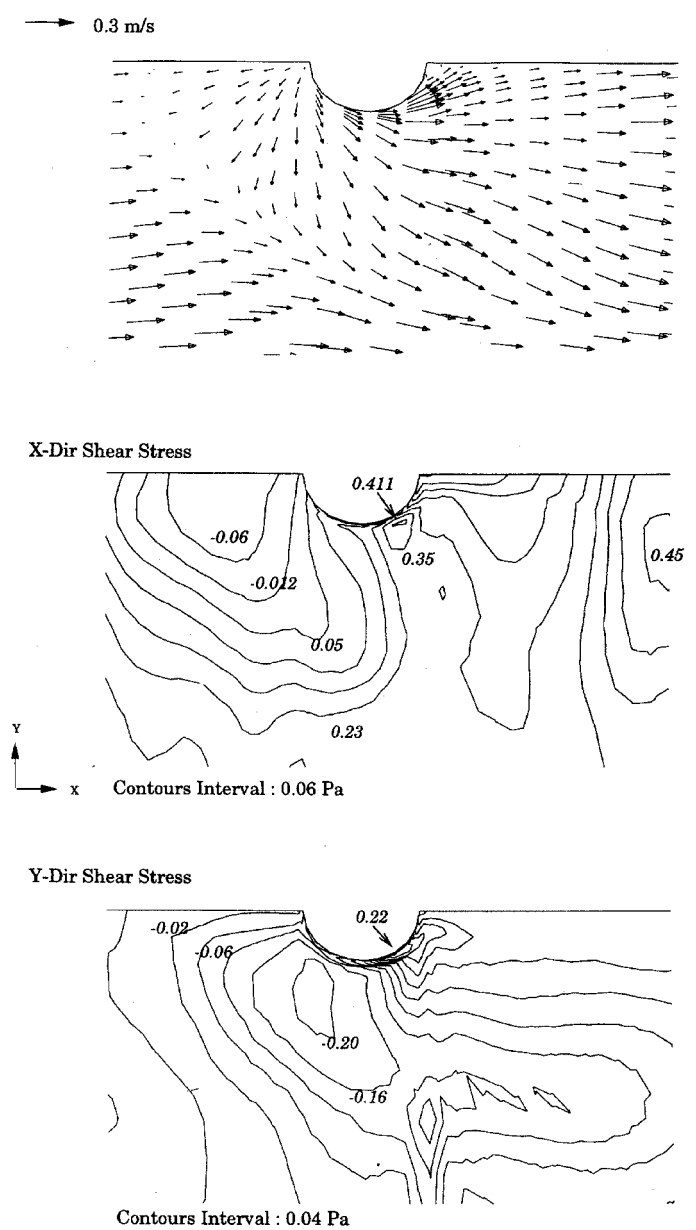 0.3 m/s
X-Dir Shear Stress
0.411
-0.06
0.35
0.45
-0.012
0.05
0.23
Y
X
Contours Interval : 0.06 Pa
Y-Dir Shear Stress
0.22
-0.02
-0.06
-0.20
-0.16
Contours Interval : 0.04 Pa